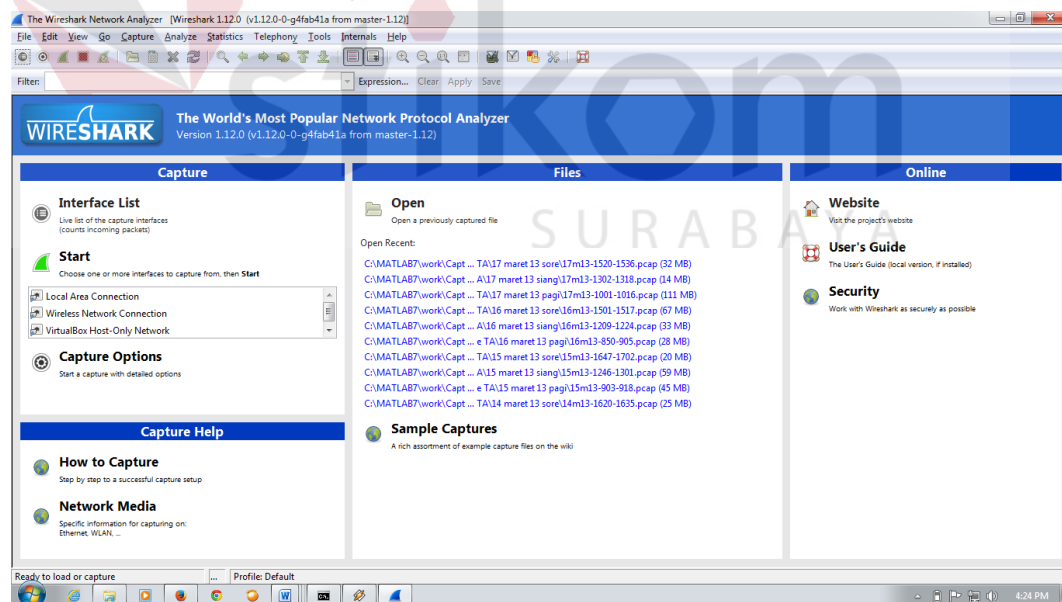 The Wireshark Network Analyzer [Wireshark 1.12.0 (v1.12.0-0-g4fab41a from master-1.12)]
File Edit View Go Capture Analyze Statistics Telephony Tools Internals Help
Filter: Expression... Clear Apply Save
stikom
SURABAYA
WIRESHARK
The World's Most Popular Network Protocol Analyzer
Version 1.12.0 (v1.12.0-0-g4fab41a from master-1.12)
Capture
Interface List
Live list of the capture interfaces
(counts incoming packets)
Start
Choose one or more interfaces to capture from, then Start
Local Area Connection
Wireless Network Connection
VirtualBox Host-Only Network
Capture Options
Start a capture with detailed options
Capture Help
How to Capture
Step by step to a successful capture setup
Network Media
Specific information for capturing on:
Ethernet, WLAN, ...
Files
Open
Open a previously captured file
Open Recent:
C:\MATLAB7\work\Capt ... TA\17 maret 13 sore\17m13-1520-1536.pcap (32 MB)
C:\MATLAB7\work\Capt ... A\17 maret 13 siang\17m13-1302-1318.pcap (14 MB)
C:\MATLAB7\work\Capt ... TA\17 maret 13 pagi\17m13-1001-1016.pcap (111 MB)
C:\MATLAB7\work\Capt ... TA\16 maret 13 sore\16m13-1501-1517.pcap (67 MB)
C:\MATLAB7\work\Capt ... A\16 maret 13 siang\16m13-1209-1224.pcap (33 MB)
C:\MATLAB7\work\Capt ... e TA\16 maret 13 pagi\16m13-850-905.pcap (28 MB)
C:\MATLAB7\work\Capt ... TA\15 maret 13 sore\15m13-1647-1702.pcap (20 MB)
C:\MATLAB7\work\Capt ... A\15 maret 13 siang\15m13-1246-1301.pcap (59 MB)
C:\MATLAB7\work\Capt ... e TA\15 maret 13 pagi\15m13-903-918.pcap (45 MB)
C:\MATLAB7\work\Capt ... TA\14 maret 13 sore\14m13-1620-1635.pcap (25 MB)
Sample Captures
A rich assortment of example capture files on the wiki
Online
Website
Visit the project's website
User's Guide
The User's Guide (local version, if installed)
Security
Work with Wireshark as securely as possible
Ready to load or capture ... Profile: Default
4:24 PM